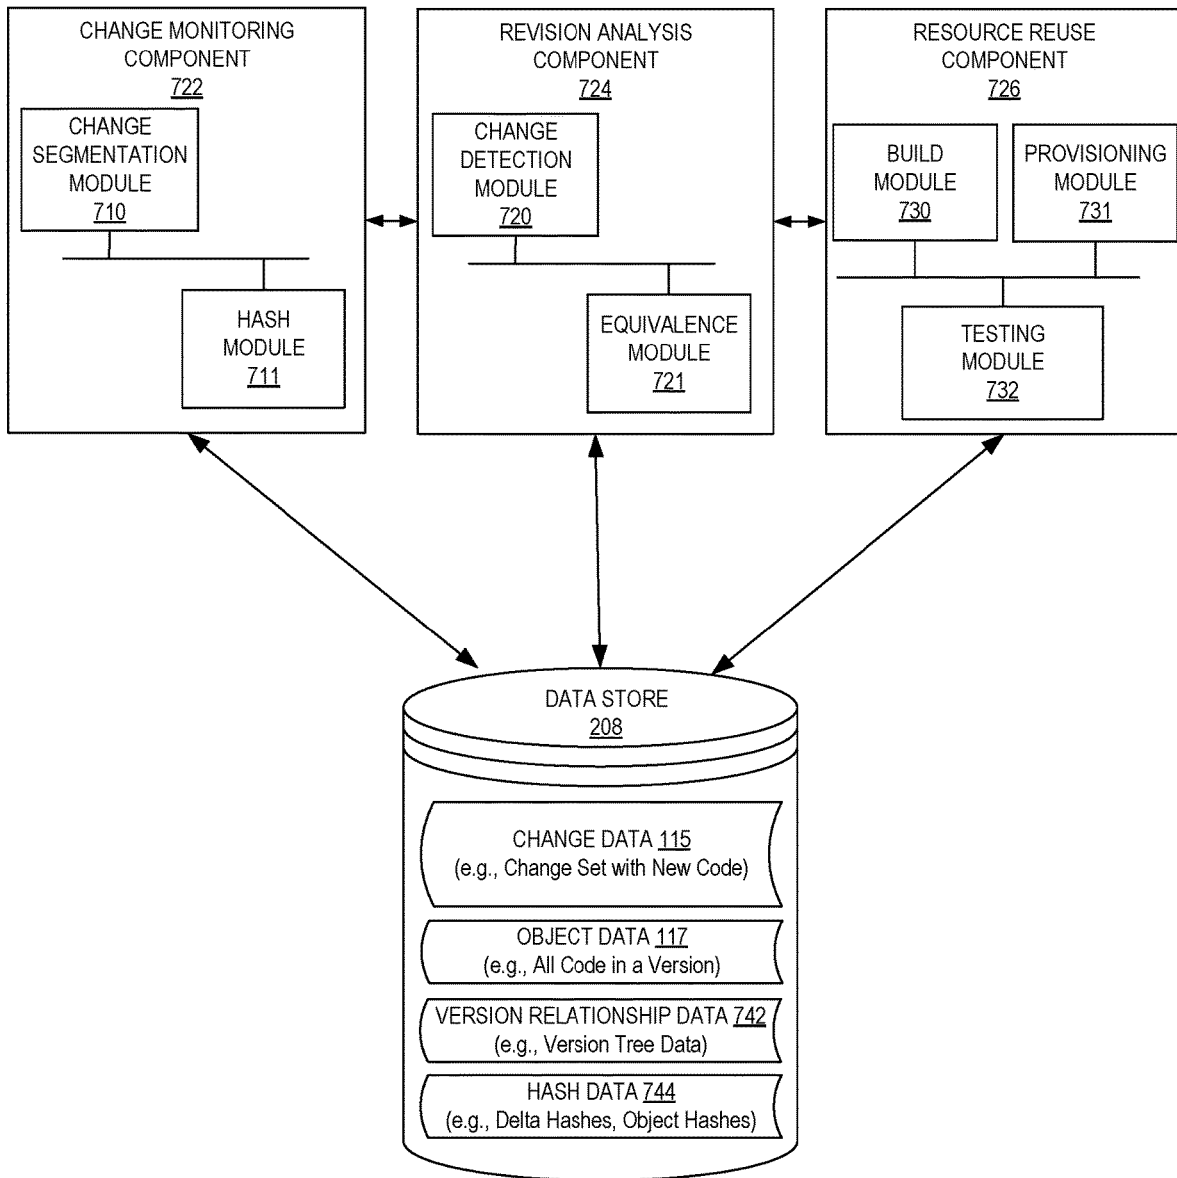 CHANGE MONITORING
COMPONENT
722
CHANGE
SEGMENTATION
MODULE
710
HASH
MODULE
711
REVISION ANALYSIS
COMPONENT
724
CHANGE
DETECTION
MODULE
720
EQUIVALENCE
MODULE
721
RESOURCE REUSE
COMPONENT
726
BUILD
MODULE
730
PROVISIONING
MODULE
731
TESTING
MODULE
732
DATA STORE
208
CHANGE DATA 115
(e.g., Change Set with New Code)
OBJECT DATA 117
(e.g., All Code in a Version)
VERSION RELATIONSHIP DATA 742
(e.g., Version Tree Data)
HASH DATA 744
(e.g., Delta Hashes, Object Hashes)